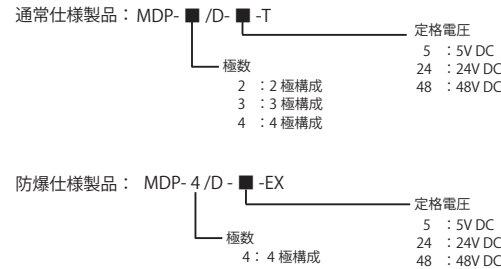 通常仕様製品：MDP- ■ /D- ■ -T
定格電圧
5 ：5V DC
24 ：24V DC
48 ：48V DC
極数
2 ：2 極構成
3 ：3 極構成
4 ：4 極構成
防爆仕様製品： MDP- 4 /D - ■ -EX
定格電圧
5 ：5V DC
24 ：24V DC
48 ：48V DC
極数
4： 4 極構成